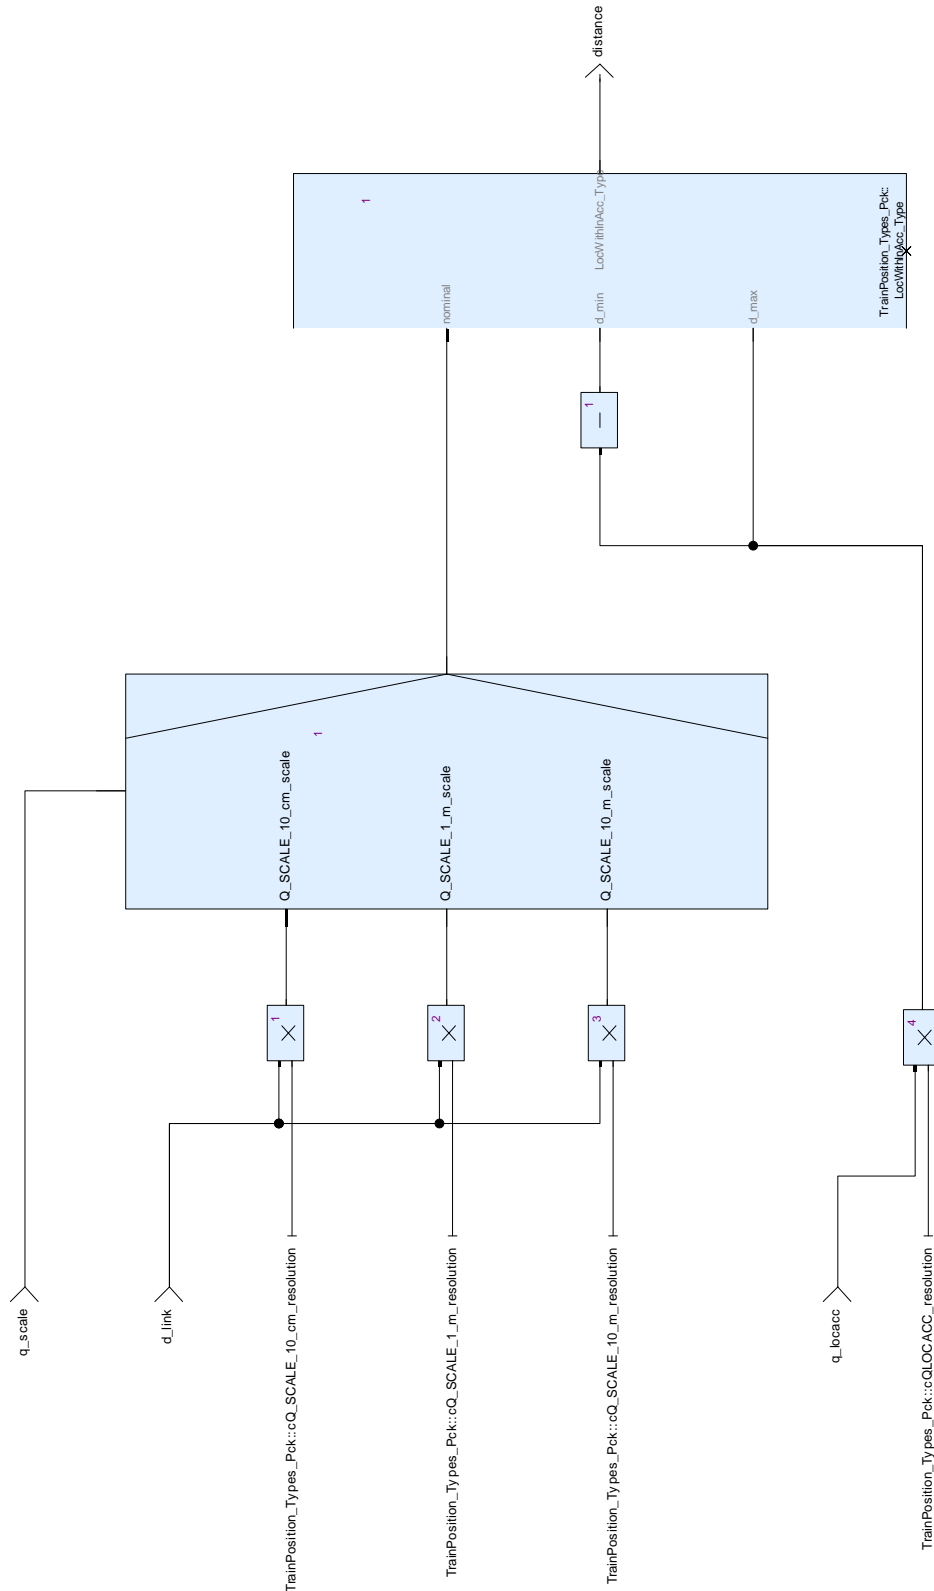 q_scale
d_link
TrainPosition_Types_Pck::cQ_SCALE_10_cm_resolution
1
Q_SCALE_10_cm_scale
1
1
TrainPosition_Types_Pck::cQ_SCALE_1_m_resolution
2
Q_SCALE_1_m_scale
nominal
TrainPosition_Types_Pck::cQ_SCALE_10_m_resolution
3
Q_SCALE_10_m_scale
1
d_min
LocWithInAcc_Type
distance
d_max
q_locacc
TrainPosition_Types_Pck::cQLOCACC_resolution
4
TrainPosition_Types_Pck::
LocWithInAcc_Type